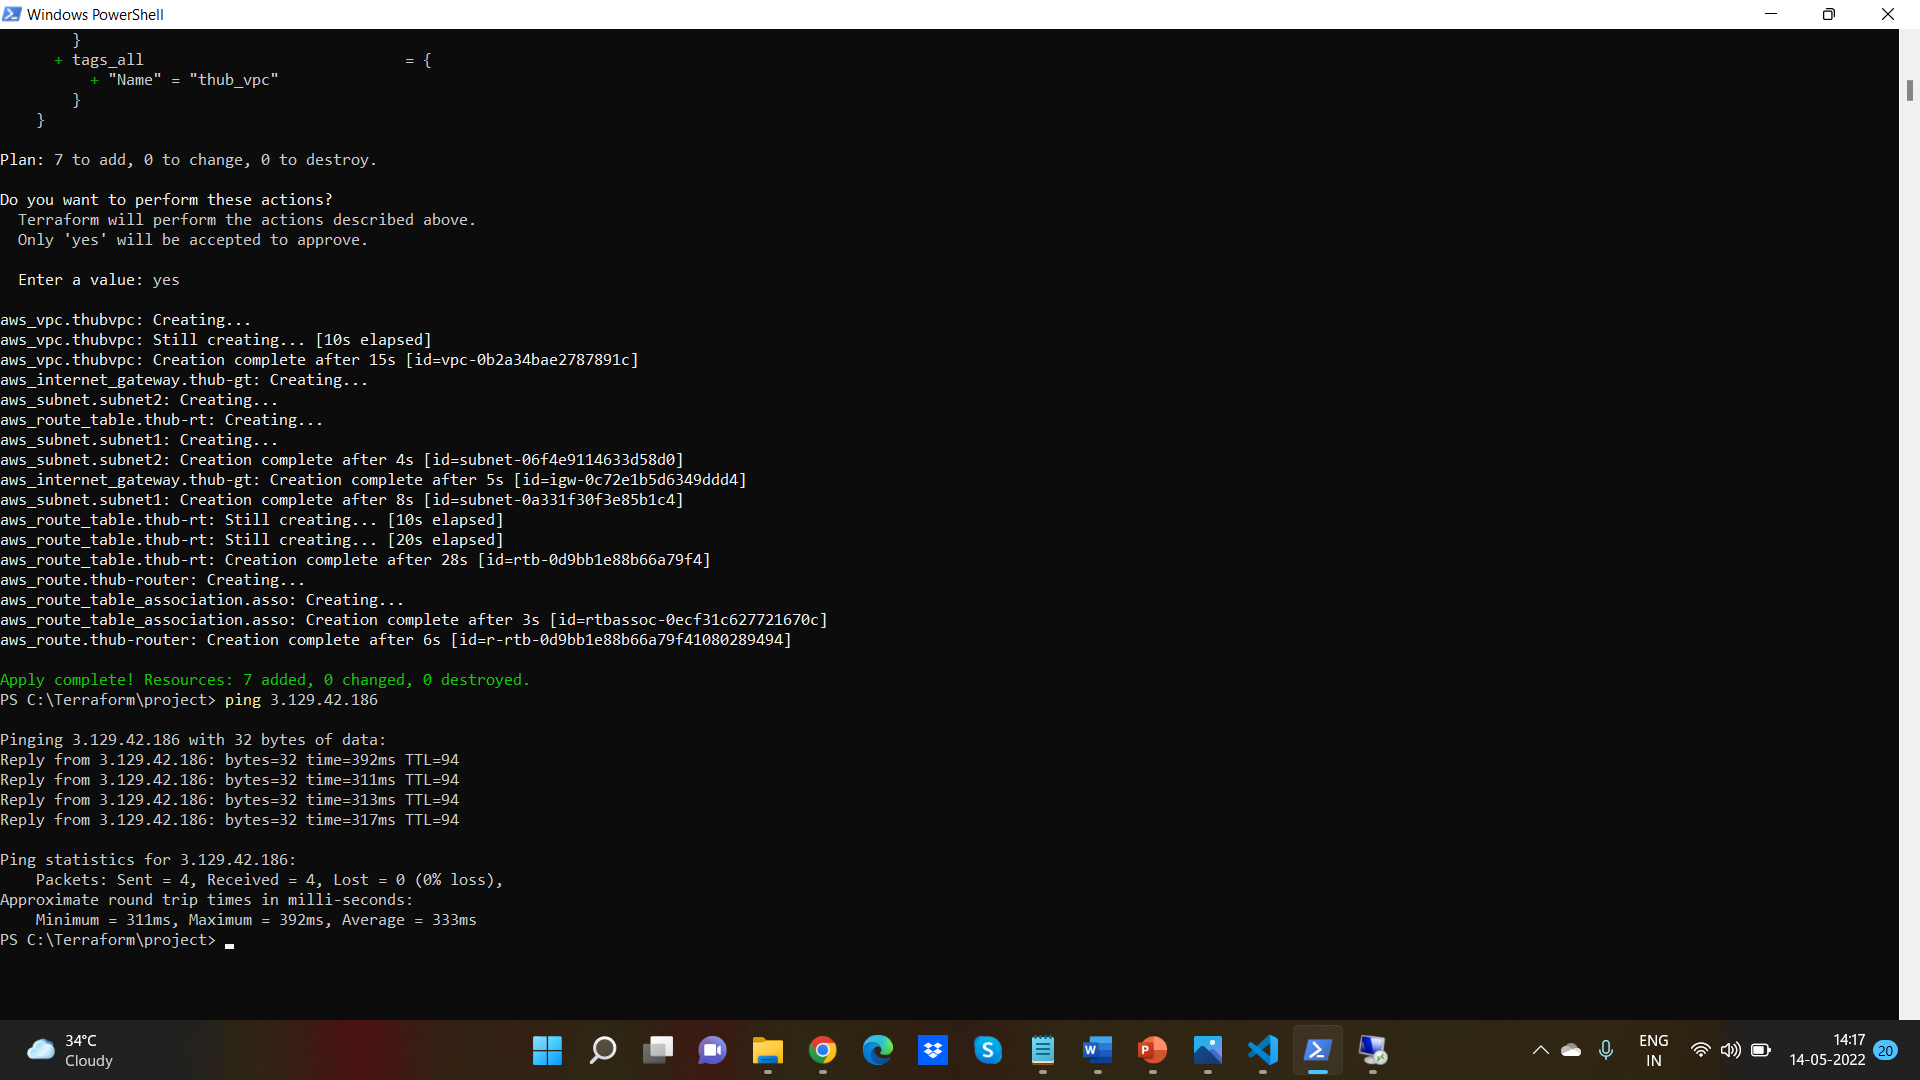 Windows PowerShell
        }
      + tags_all                             = {
          + "Name" = "thub_vpc"
        }
    }
Plan: 7 to add, 0 to change, 0 to destroy.
Do you want to perform these actions?
  Terraform will perform the actions described above.
  Only 'yes' will be accepted to approve.
  Enter a value: yes
aws_vpc.thubvpc: Creating...
aws_vpc.thubvpc: Still creating... [10s elapsed]
aws_vpc.thubvpc: Creation complete after 15s [id=vpc-0b2a34bae2787891c]
aws_internet_gateway.thub-gt: Creating...
aws_subnet.subnet2: Creating...
aws_route_table.thub-rt: Creating...
aws_subnet.subnet1: Creating...
aws_subnet.subnet2: Creation complete after 4s [id=subnet-06f4e9114633d58d0]
aws_internet_gateway.thub-gt: Creation complete after 5s [id=igw-0c72e1b5d6349ddd4]
aws_subnet.subnet1: Creation complete after 8s [id=subnet-0a331f30f3e85b1c4]
aws_route_table.thub-rt: Still creating... [10s elapsed]
aws_route_table.thub-rt: Still creating... [20s elapsed]
aws_route_table.thub-rt: Creation complete after 28s [id=rtb-0d9bb1e88b66a79f4]
aws_route.thub-router: Creating...
aws_route_table_association.asso: Creating...
aws_route_table_association.asso: Creation complete after 3s [id=rtbassoc-0ecf31c627721670c]
aws_route.thub-router: Creation complete after 6s [id=r-rtb-0d9bb1e88b66a79f41080289494]
Apply complete! Resources: 7 added, 0 changed, 0 destroyed.
PS C:\Terraform\project> ping 3.129.42.186
Pinging 3.129.42.186 with 32 bytes of data:
Reply from 3.129.42.186: bytes=32 time=392ms TTL=94
Reply from 3.129.42.186: bytes=32 time=311ms TTL=94
Reply from 3.129.42.186: bytes=32 time=313ms TTL=94
Reply from 3.129.42.186: bytes=32 time=317ms TTL=94
Ping statistics for 3.129.42.186:
    Packets: Sent = 4, Received = 4, Lost = 0 (0% loss),
Approximate round trip times in milli-seconds:
    Minimum = 311ms, Maximum = 392ms, Average = 333ms
PS C:\Terraform\project>
34°C
Cloudy
ENG
IN
14:17
14-05-2022
20